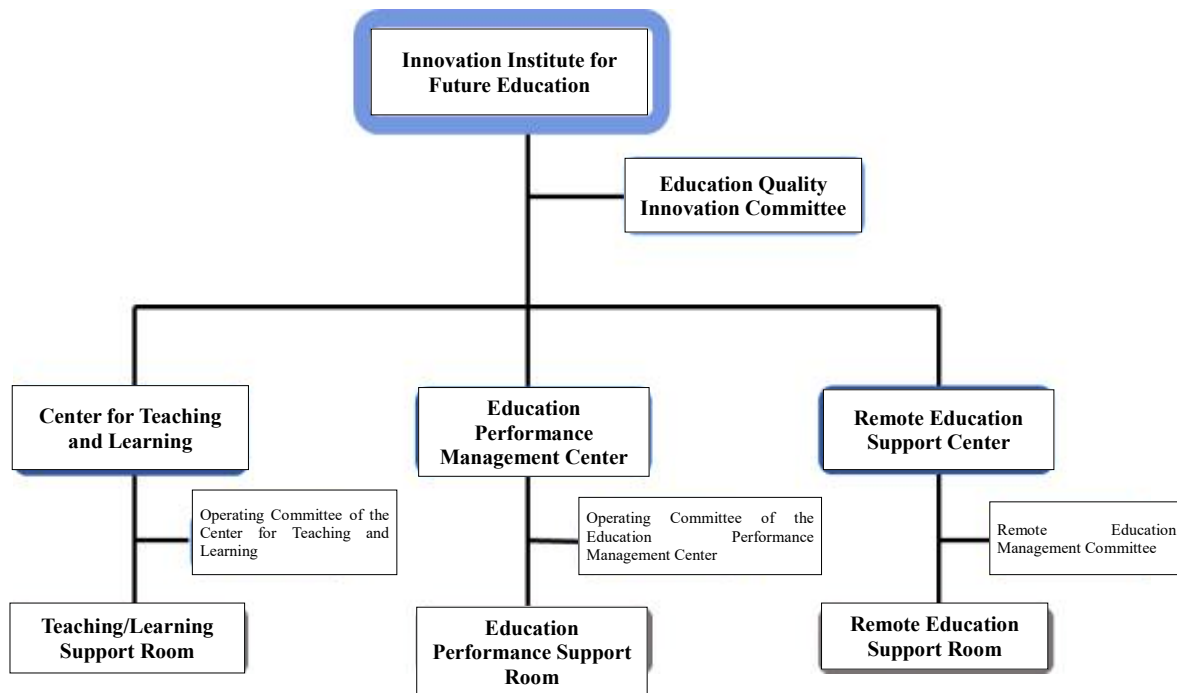 Innovation Institute for
Future Education
Education Quality
Innovation Committee
Center for Teaching
and Learning
Education
Performance
Management Center
Remote Education
Support Center
Operating Committee of the
Center for Teaching and
Learning
Operating Committee of the
Education Performance
Management Center
Remote Education
Management Committee
Teaching/Learning
Support Room
Education
Performance Support
Room
Remote Education
Support Room